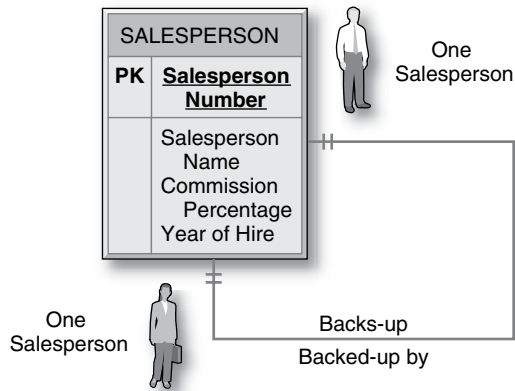 SALESPERSON
PK
Salesperson
Number
Salesperson
Name
Commission
Percentage
Year of Hire
One
Salesperson
One
Salesperson
Backs-up
Backed-up by